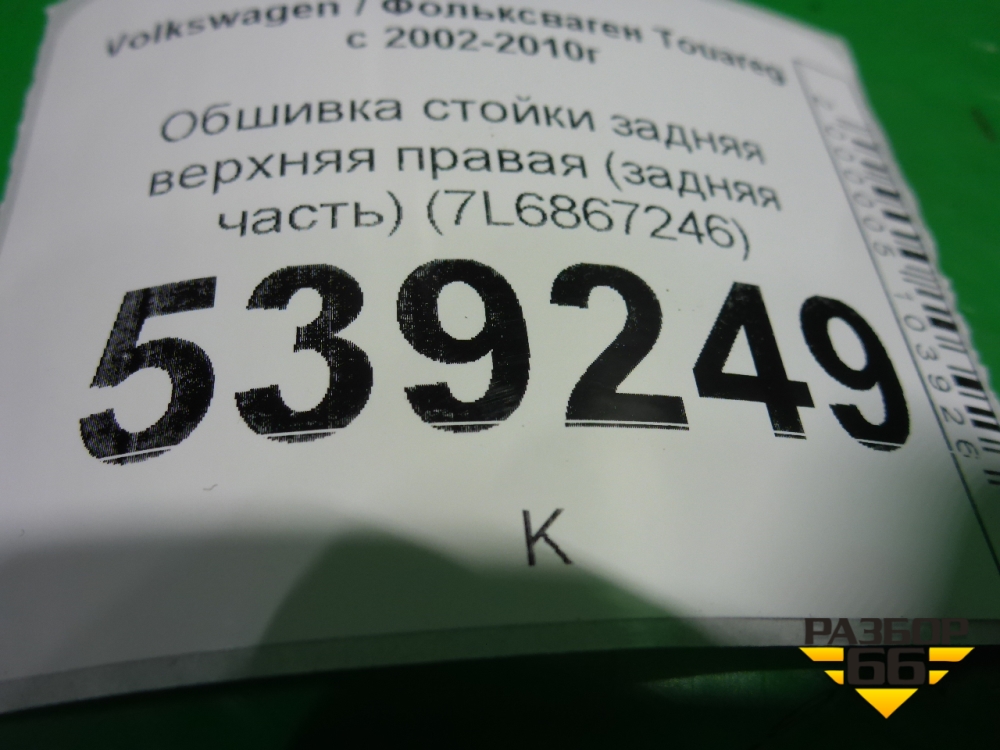 Volkswagen / Фольксваген Touareg
с 2002-2010г
Обшивка стойки задняя
верхняя правая (задняя
часть) (7L6867246)
539249
К
РАЗБОР
66